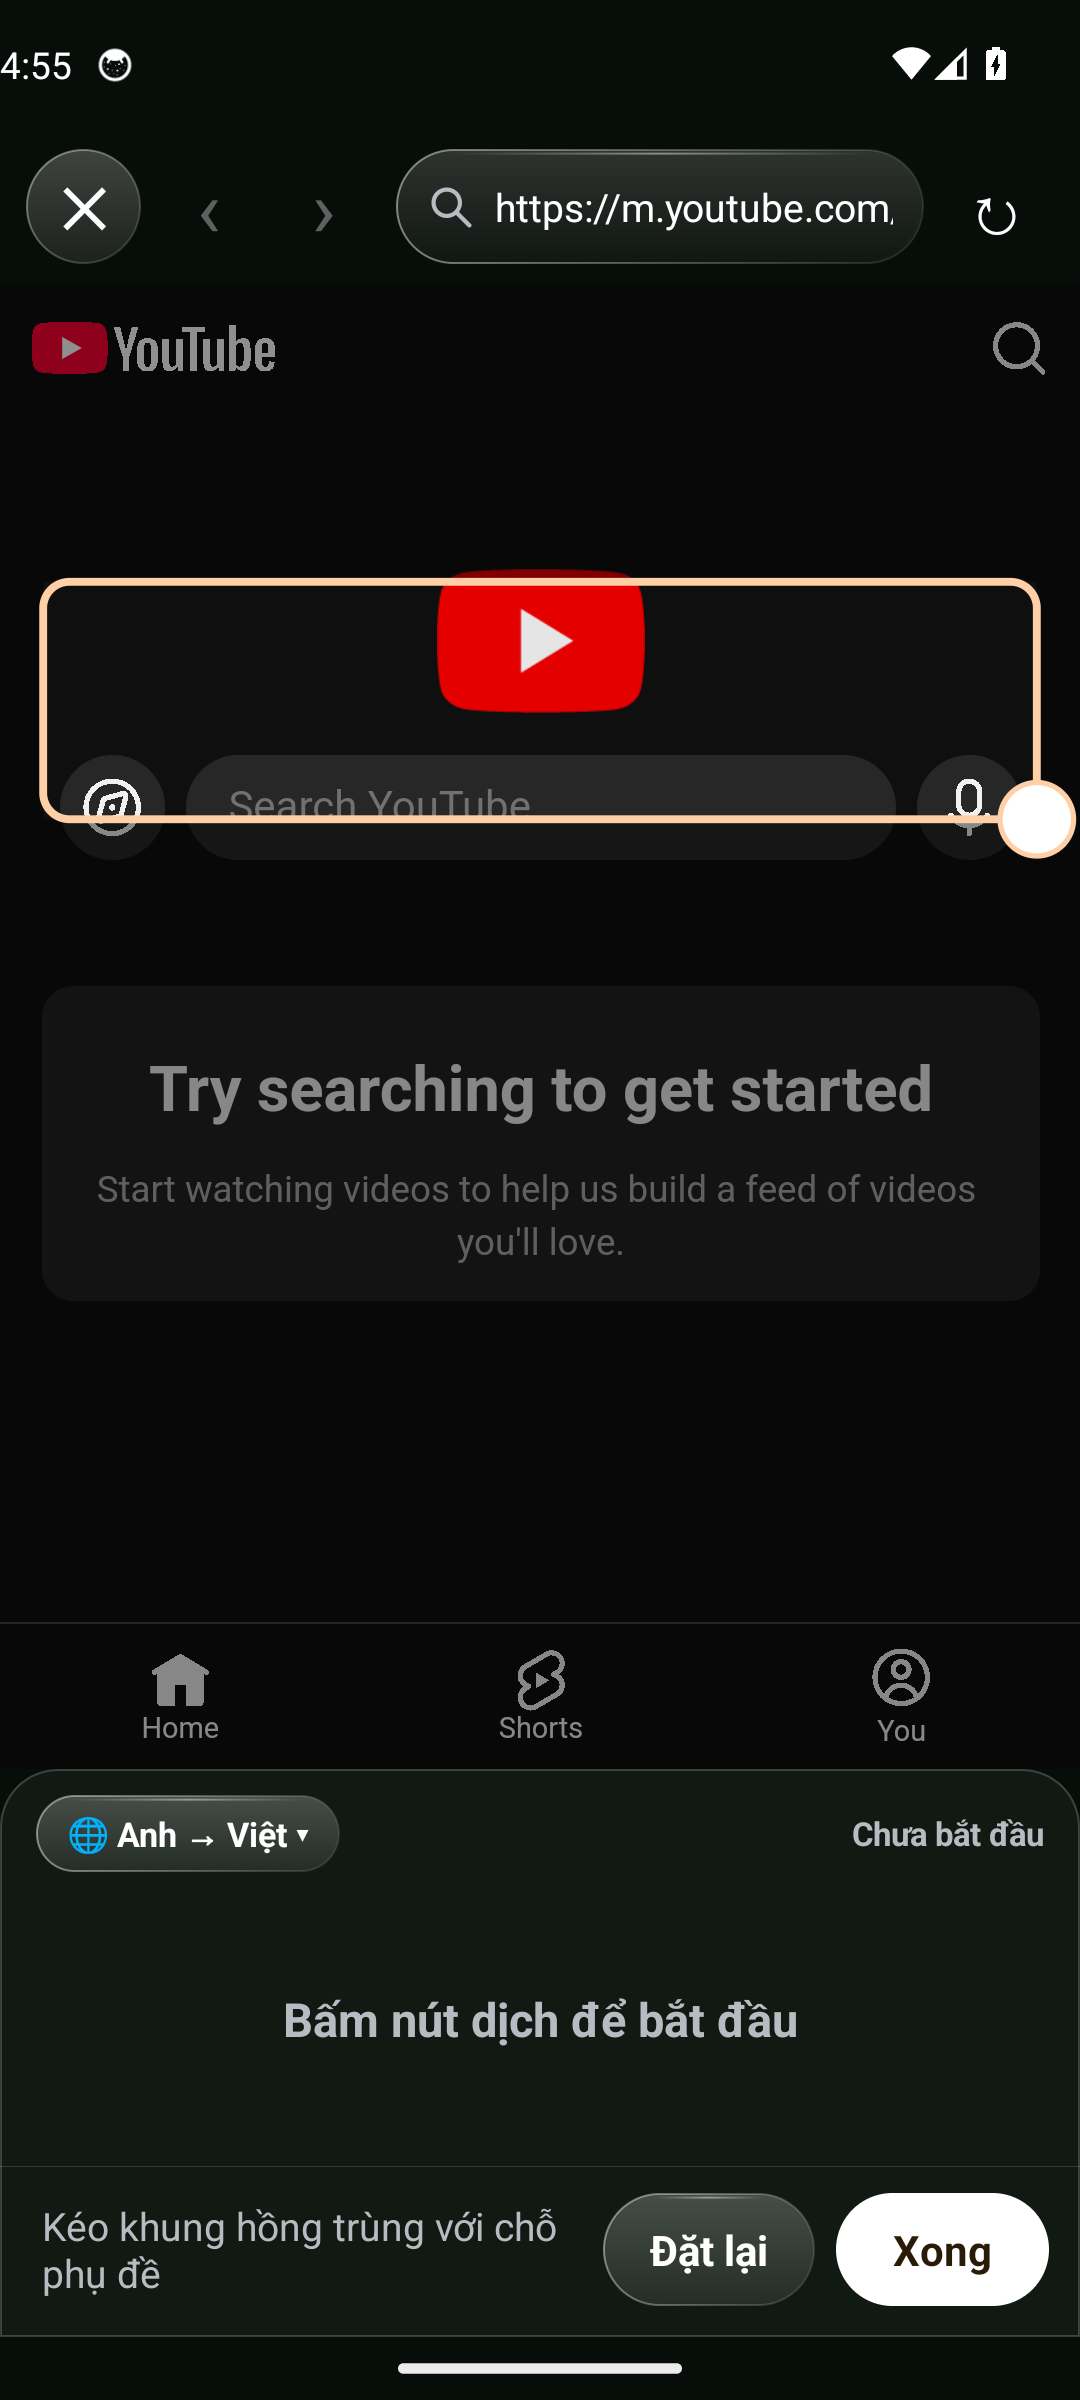 4:55
https://m.youtube.com/
YouTube
Search YouTube
Try searching to get started
Start watching videos to help us build a feed of videos
you'll love.
Home
Shorts
You
Anh → Việt ▾
Chưa bắt đầu
Bấm nút dịch để bắt đầu
Kéo khung hồng trùng với chỗ
phụ đề
Đặt lại
Xong